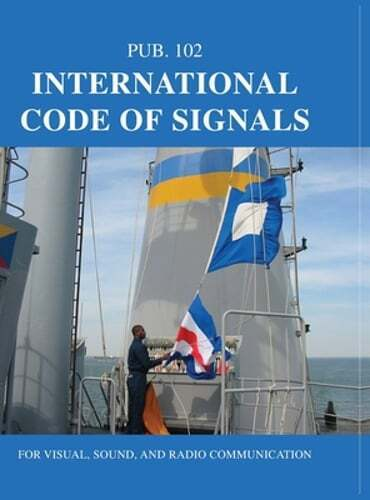 PUB. 102
INTERNATIONAL
CODE OF SIGNALS
FOR VISUAL, SOUND, AND RADIO COMMUNICATION